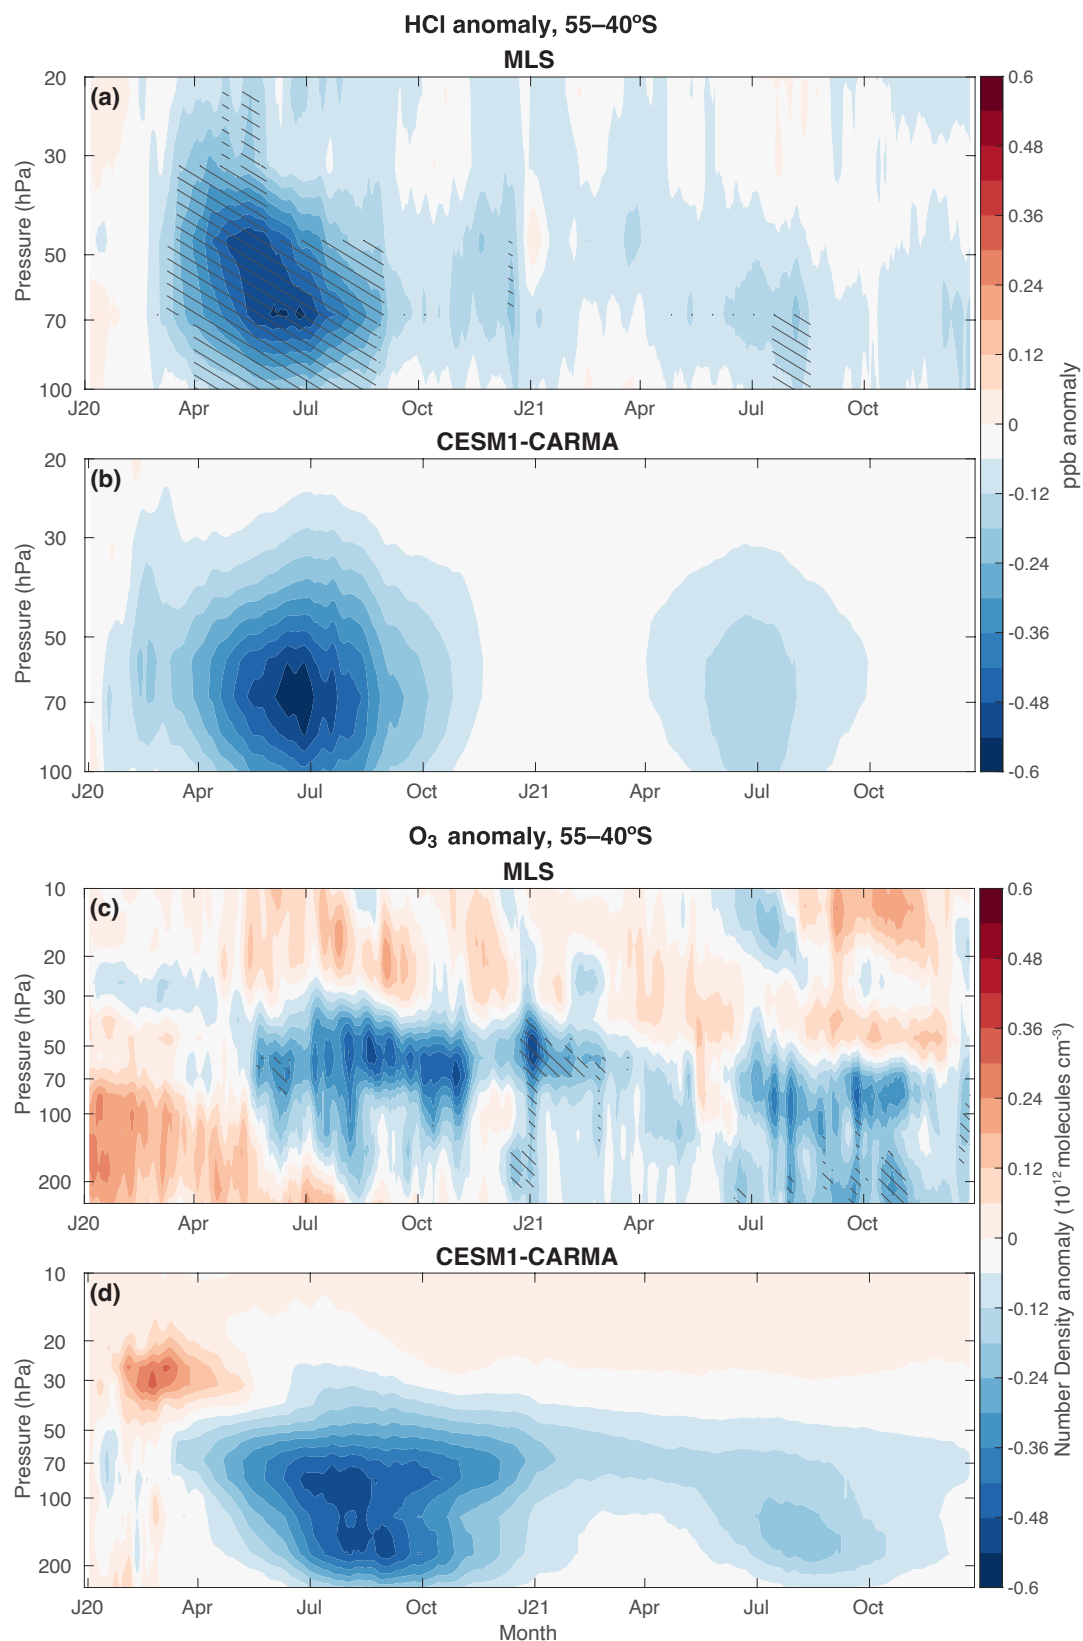 HCl anomaly, 55–40ºS
MLS
(a)
20
30
50
70
100
Pressure (hPa)
J20 Apr Jul Oct J21 Apr Jul Oct
CESM1-CARMA
(b)
20
30
50
70
100
Pressure (hPa)
J20 Apr Jul Oct J21 Apr Jul Oct
0.6
0.48
0.36
0.24
0.12
0
-0.12
-0.24
-0.36
-0.48
-0.6
ppb anomaly
O3 anomaly, 55–40ºS
MLS
(c)
10
20
30
50
70
100
200
Pressure (hPa)
J20 Apr Jul Oct J21 Apr Jul Oct
CESM1-CARMA
(d)
10
20
30
50
70
100
200
Pressure (hPa)
J20 Apr Jul Oct J21 Apr Jul Oct
Month
0.6
0.48
0.36
0.24
0.12
0
-0.12
-0.24
-0.36
-0.48
-0.6
Number Density anomaly (10^12 molecules cm^-3)